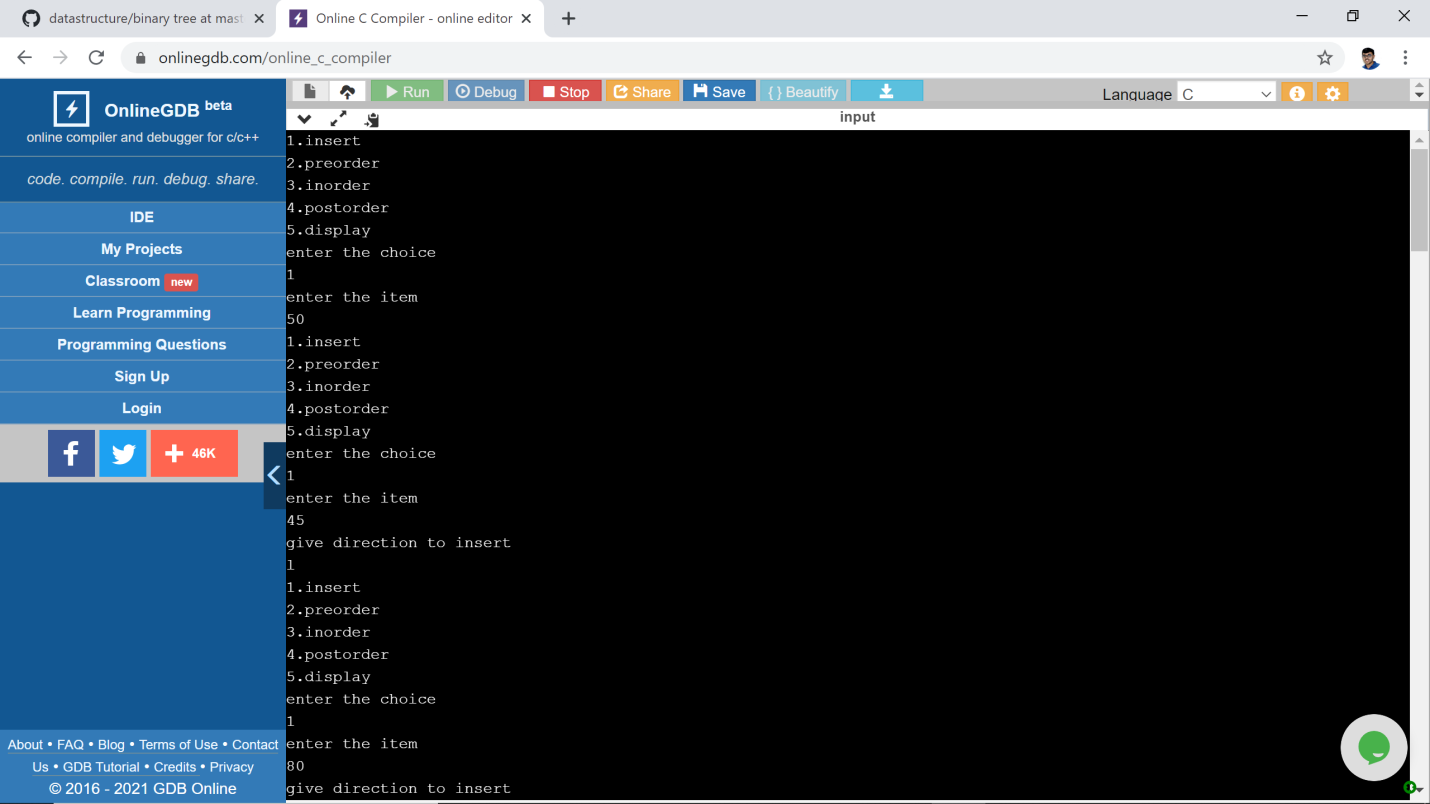 datastructure/binary tree at mast
Online C Compiler - online editor
onlinegdb.com/online_c_compiler
OnlineGDB beta
online compiler and debugger for c/c++
code. compile. run. debug. share.
IDE
My Projects
Classroom new
Learn Programming
Programming Questions
Sign Up
Login
46K
About • FAQ • Blog • Terms of Use • Contact
Us • GDB Tutorial • Credits • Privacy
© 2016 - 2021 GDB Online
Run Debug Stop Share Save { } Beautify
Language C
input
1.insert
2.preorder
3.inorder
4.postorder
5.display
enter the choice
1
enter the item
50
1.insert
2.preorder
3.inorder
4.postorder
5.display
enter the choice
1
enter the item
45
give direction to insert
l
1.insert
2.preorder
3.inorder
4.postorder
5.display
enter the choice
1
enter the item
80
give direction to insert